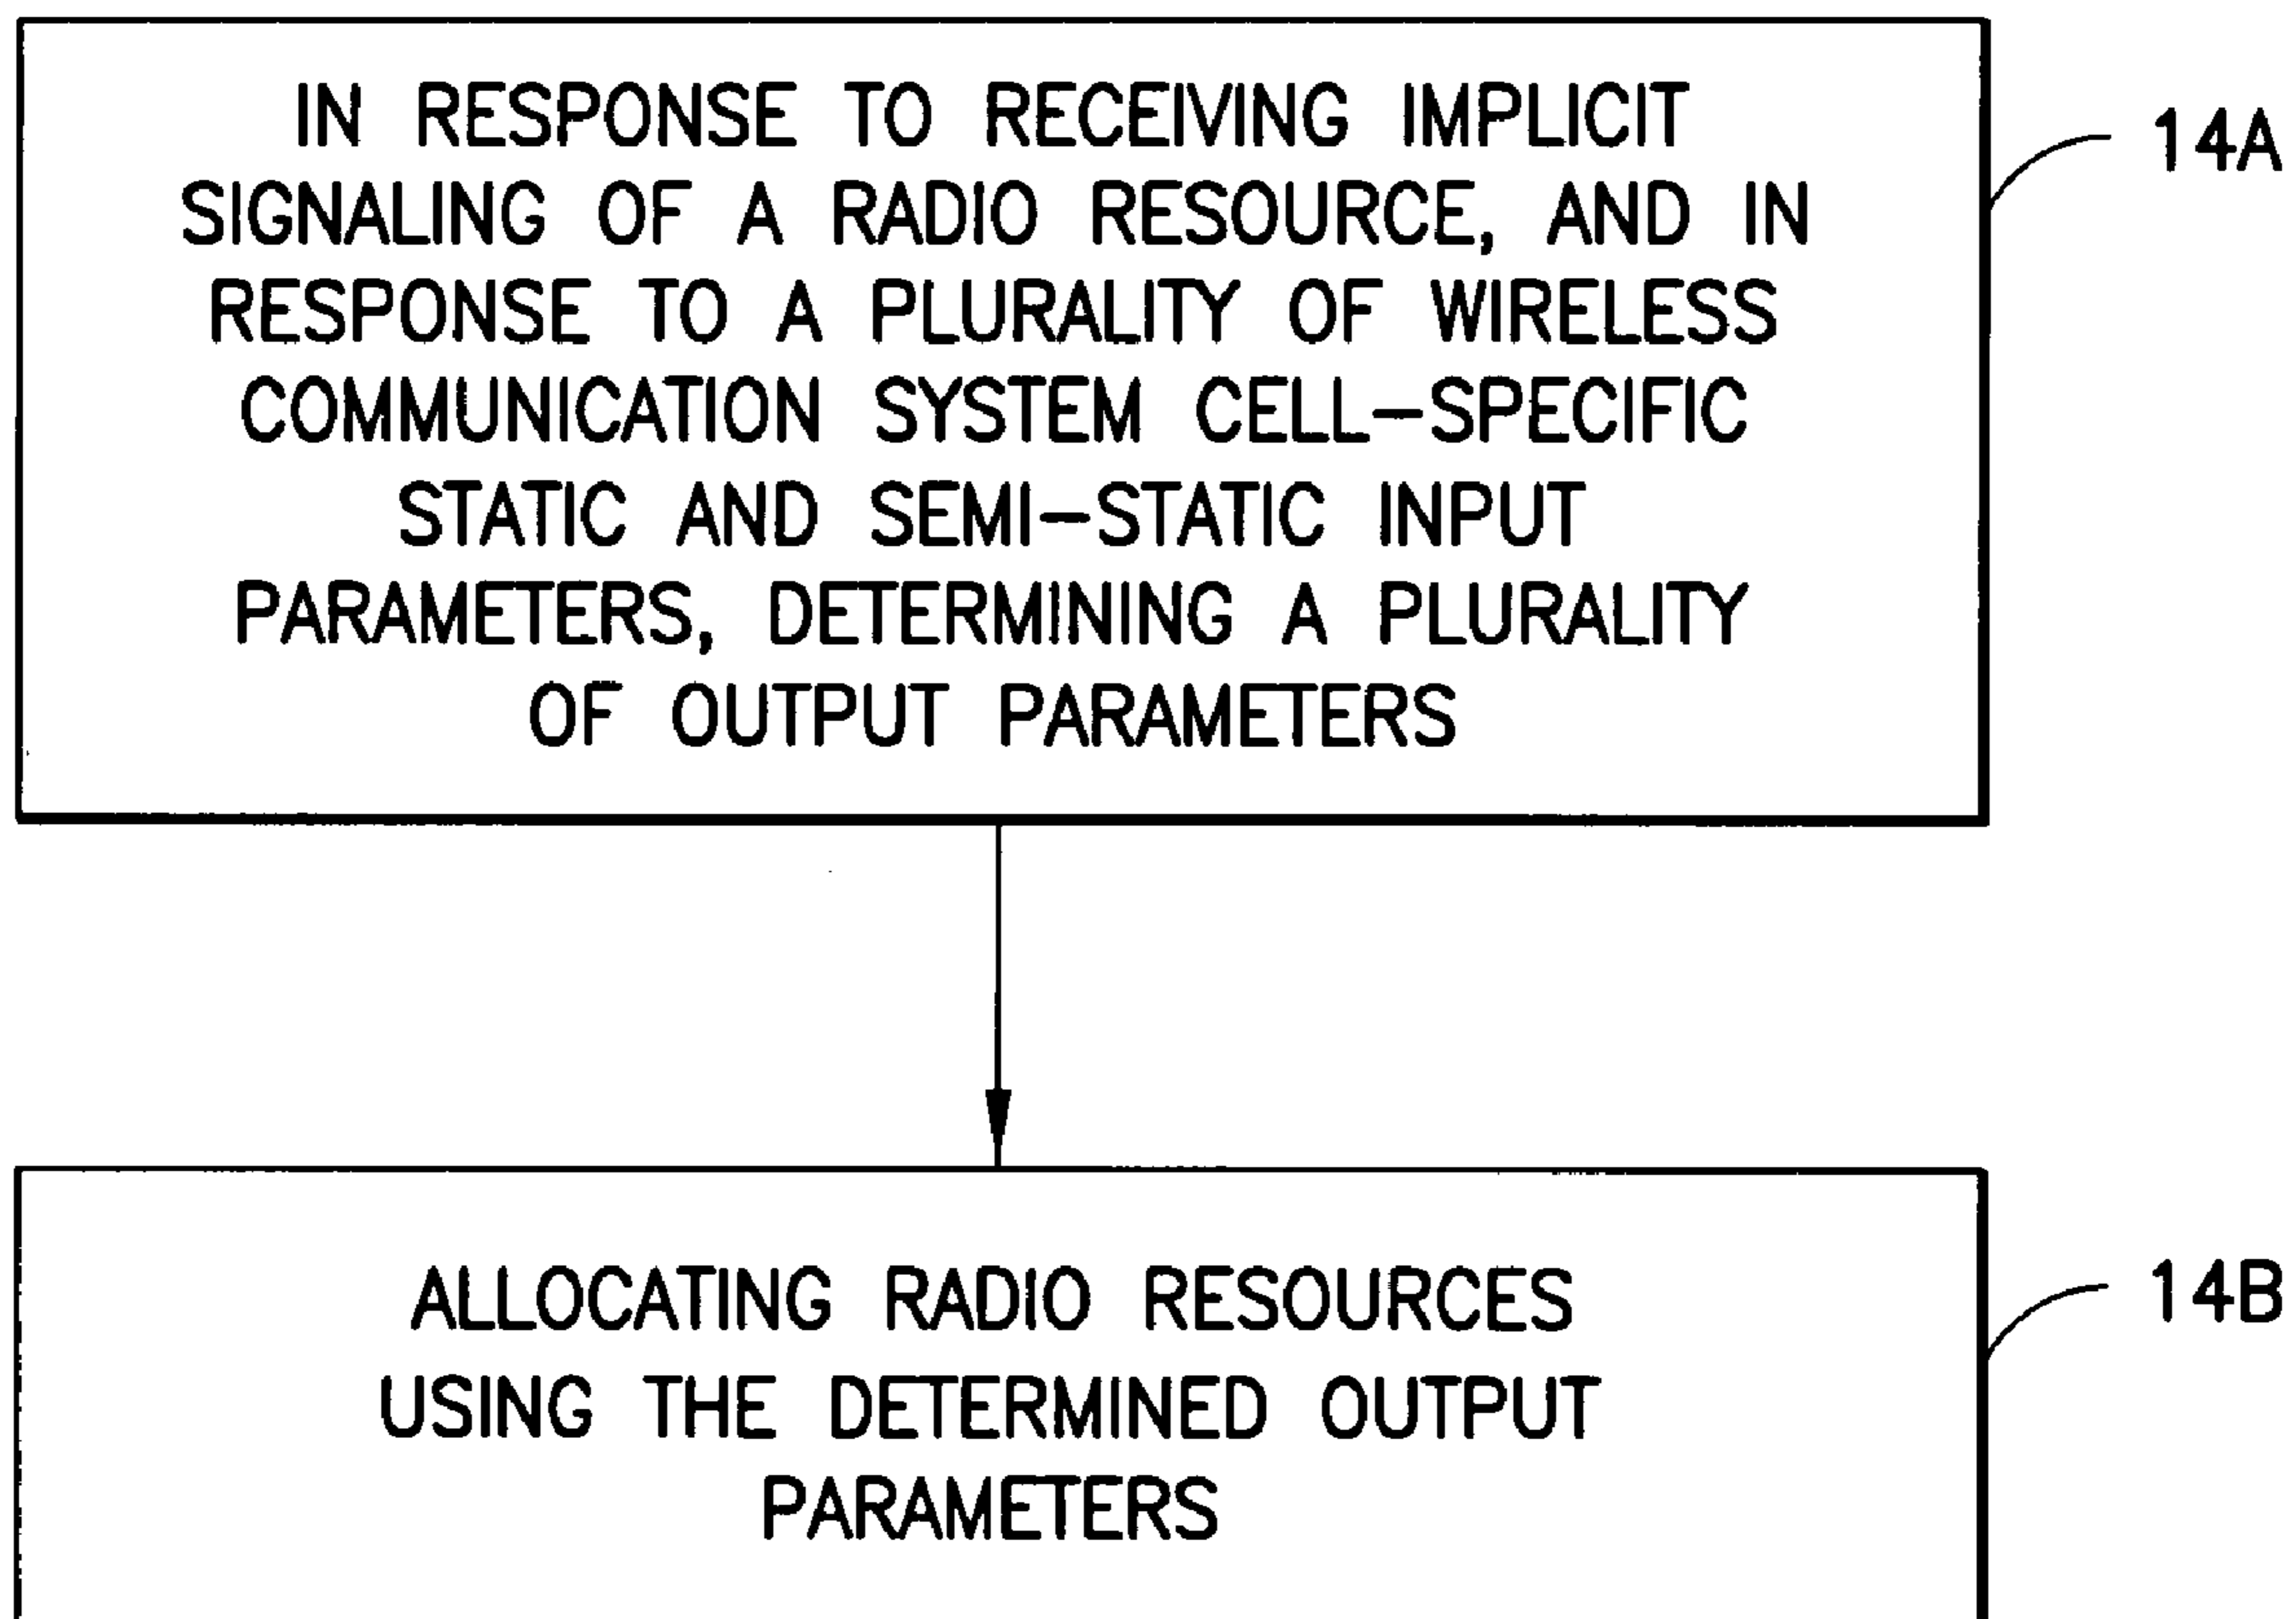 IN RESPONSE TO RECEIVING IMPLICIT
SIGNALING OF A RADIO RESOURCE, AND IN
RESPONSE TO A PLURALITY OF WIRELESS
COMMUNICATION SYSTEM CELL-SPECIFIC
STATIC AND SEMI-STATIC INPUT
PARAMETERS, DETERMINING A PLURALITY
OF OUTPUT PARAMETERS
14A
ALLOCATING RADIO RESOURCES
USING THE DETERMINED OUTPUT
PARAMETERS
14B